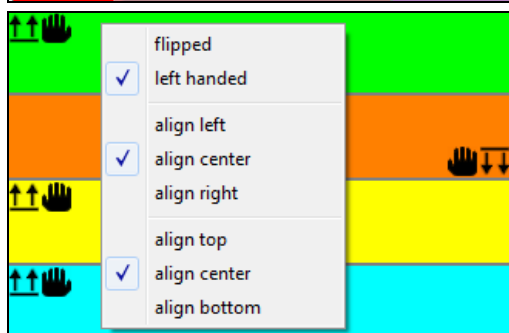 flipped
left handed
align left
align center
align right
align top
align center
align bottom